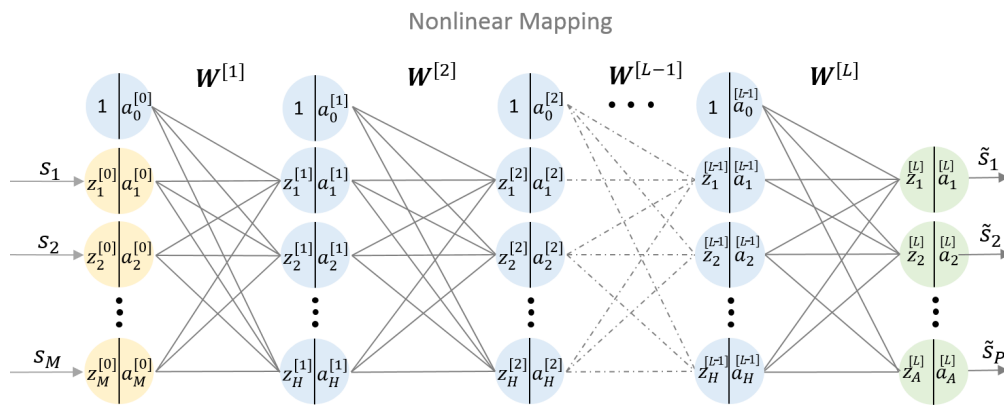 Nonlinear Mapping
W^{[1]} W^{[2]} W^{[L-1]} W^{[L]}
• • •
1 a_0^{[0]} 1 a_0^{[1]} 1 a_0^{[2]} 1 a_0^{[L-1]}
s_1 z_1^{[0]} a_1^{[0]} z_1^{[1]} a_1^{[1]} z_1^{[2]} a_1^{[2]} z_1^{[L-1]} a_1^{[L-1]} z_1^{[L]} a_1^{[L]} s̃_1
s_2 z_2^{[0]} a_2^{[0]} z_2^{[1]} a_2^{[1]} z_2^{[2]} a_2^{[2]} z_2^{[L-1]} a_2^{[L-1]} z_2^{[L]} a_2^{[L]} s̃_2
s_M z_M^{[0]} a_M^{[0]} z_H^{[1]} a_H^{[1]} z_H^{[2]} a_H^{[2]} z_H^{[L-1]} a_H^{[L-1]} z_A^{[L]} a_A^{[L]} s̃_P